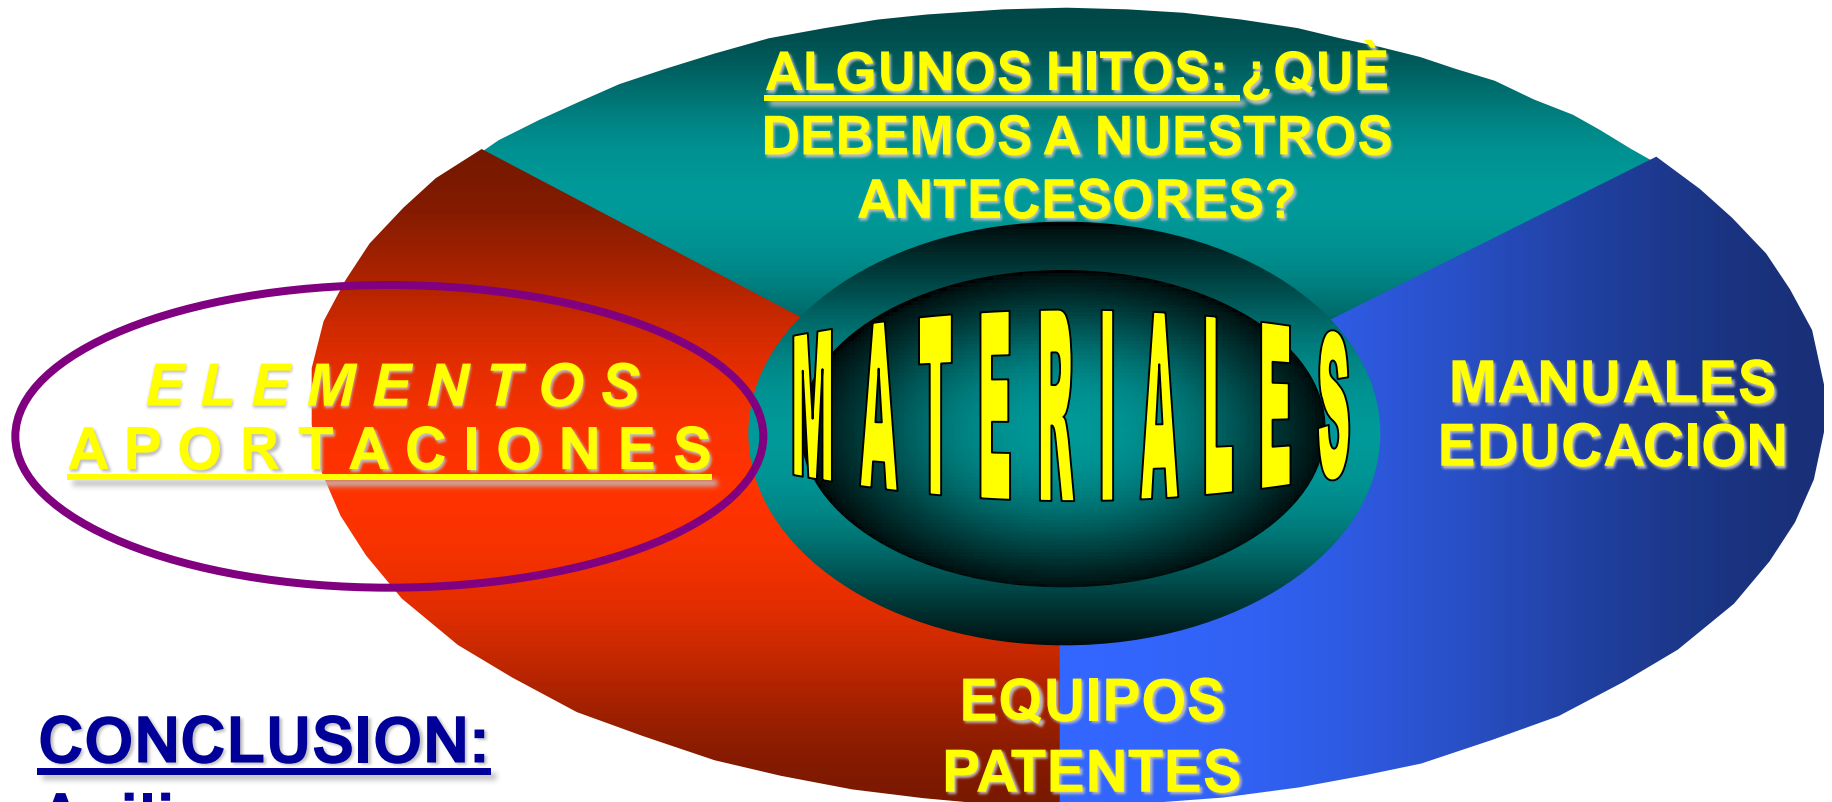 ALGUNOS HITOS: ¿QUÈ
DEBEMOS A NUESTROS
ANTECESORES?
ELEMENTOS
APORTACIONES
MATERIALES
MANUALES
EDUCACIÒN
EQUIPOS
PATENTES
CONCLUSION: